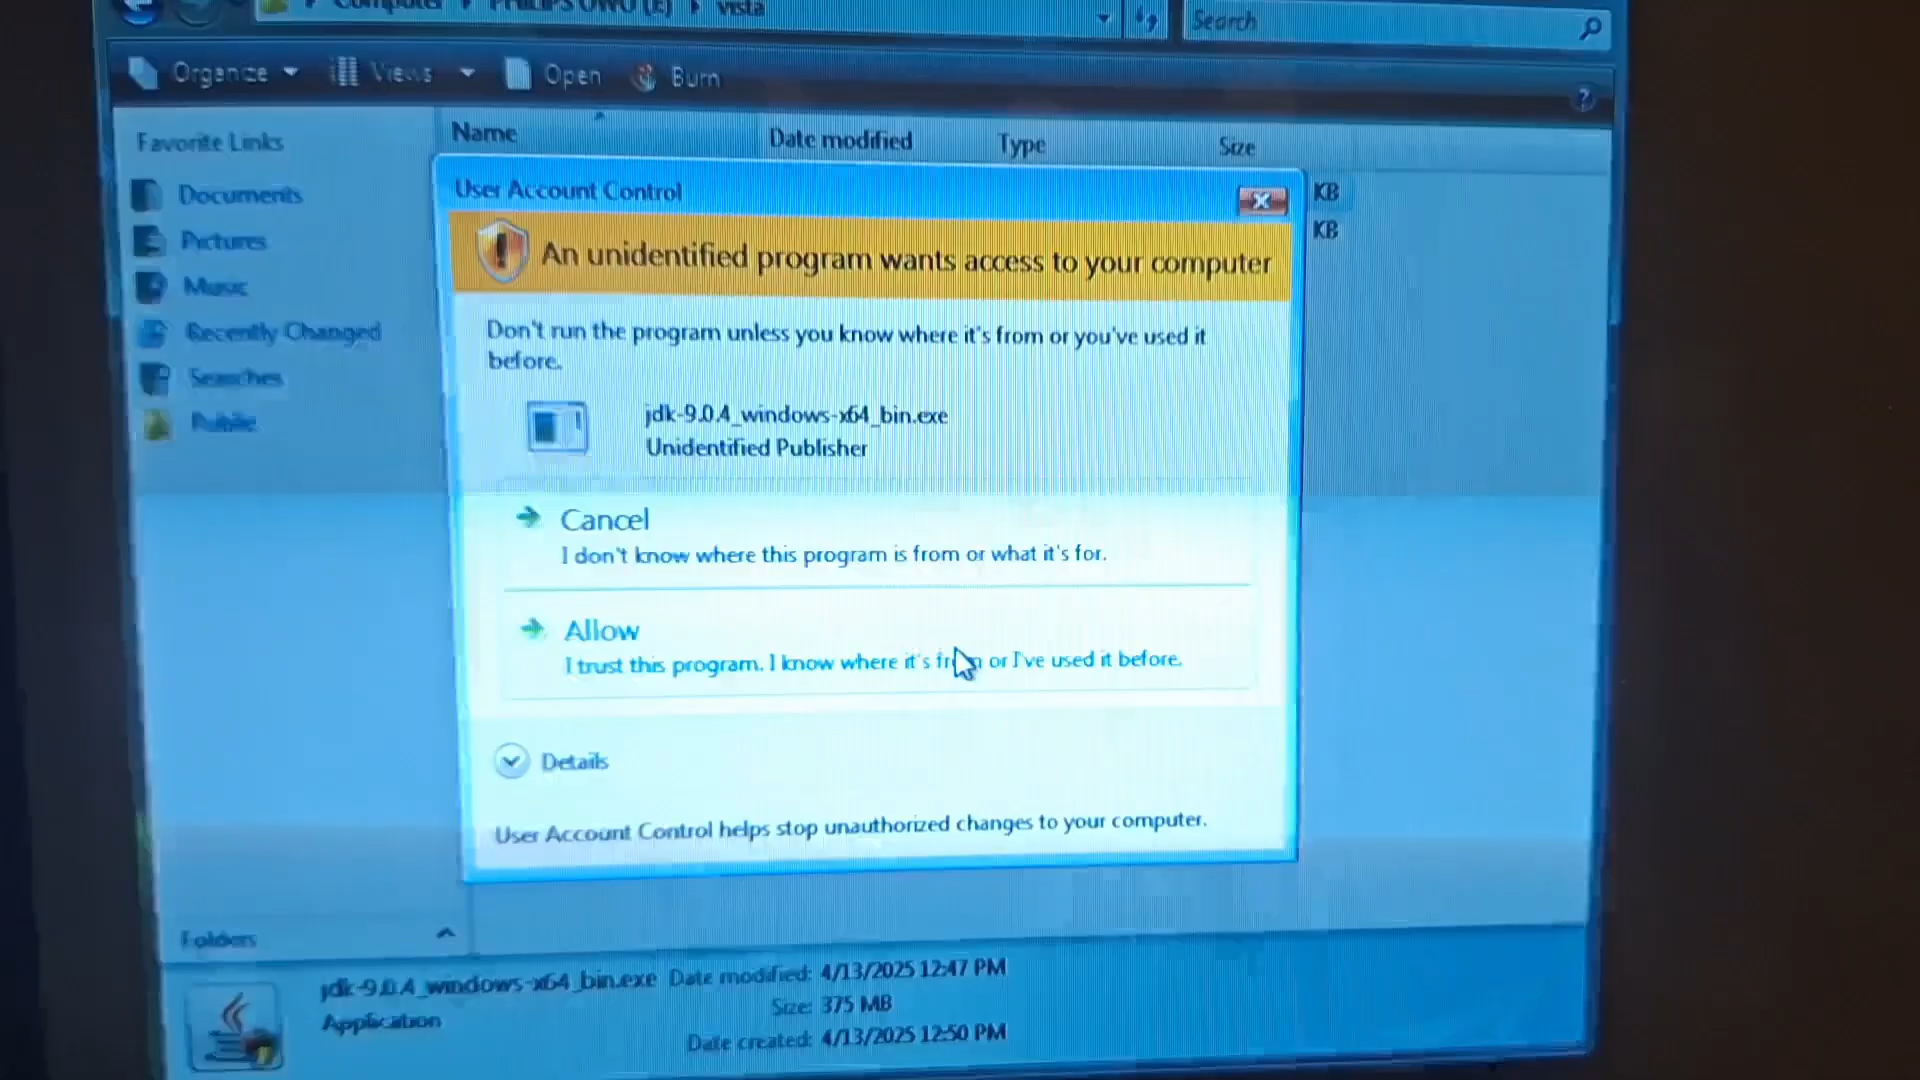 Computer PHILIPS UWU (E:) vista
Search
Organize Views Open Burn
Favorite Links
Name Date modified Type Size
Documents
Pictures
Music
Recently Changed
Searches
Public
KB
KB
User Account Control
An unidentified program wants access to your computer
Don't run the program unless you know where it's from or you've used it
before.
jdk-9.0.4_windows-x64_bin.exe
Unidentified Publisher
Cancel
I don't know where this program is from or what it's for.
Allow
I trust this program. I know where it's from or I've used it before.
Details
User Account Control helps stop unauthorized changes to your computer.
Folders
jdk-9.0.4_windows-x64_bin.exe Date modified: 4/13/2025 12:47 PM
Application
Size: 375 MB
Date created: 4/13/2025 12:50 PM